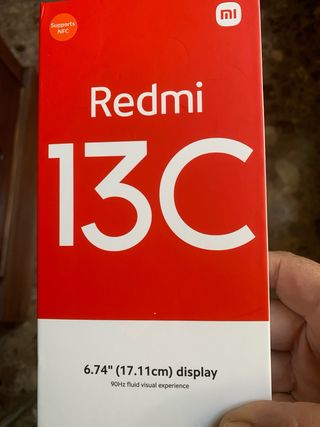 Supports
NFC
mi
Redmi
13C
6.74" (17.11cm) display
90Hz fluid visual experience